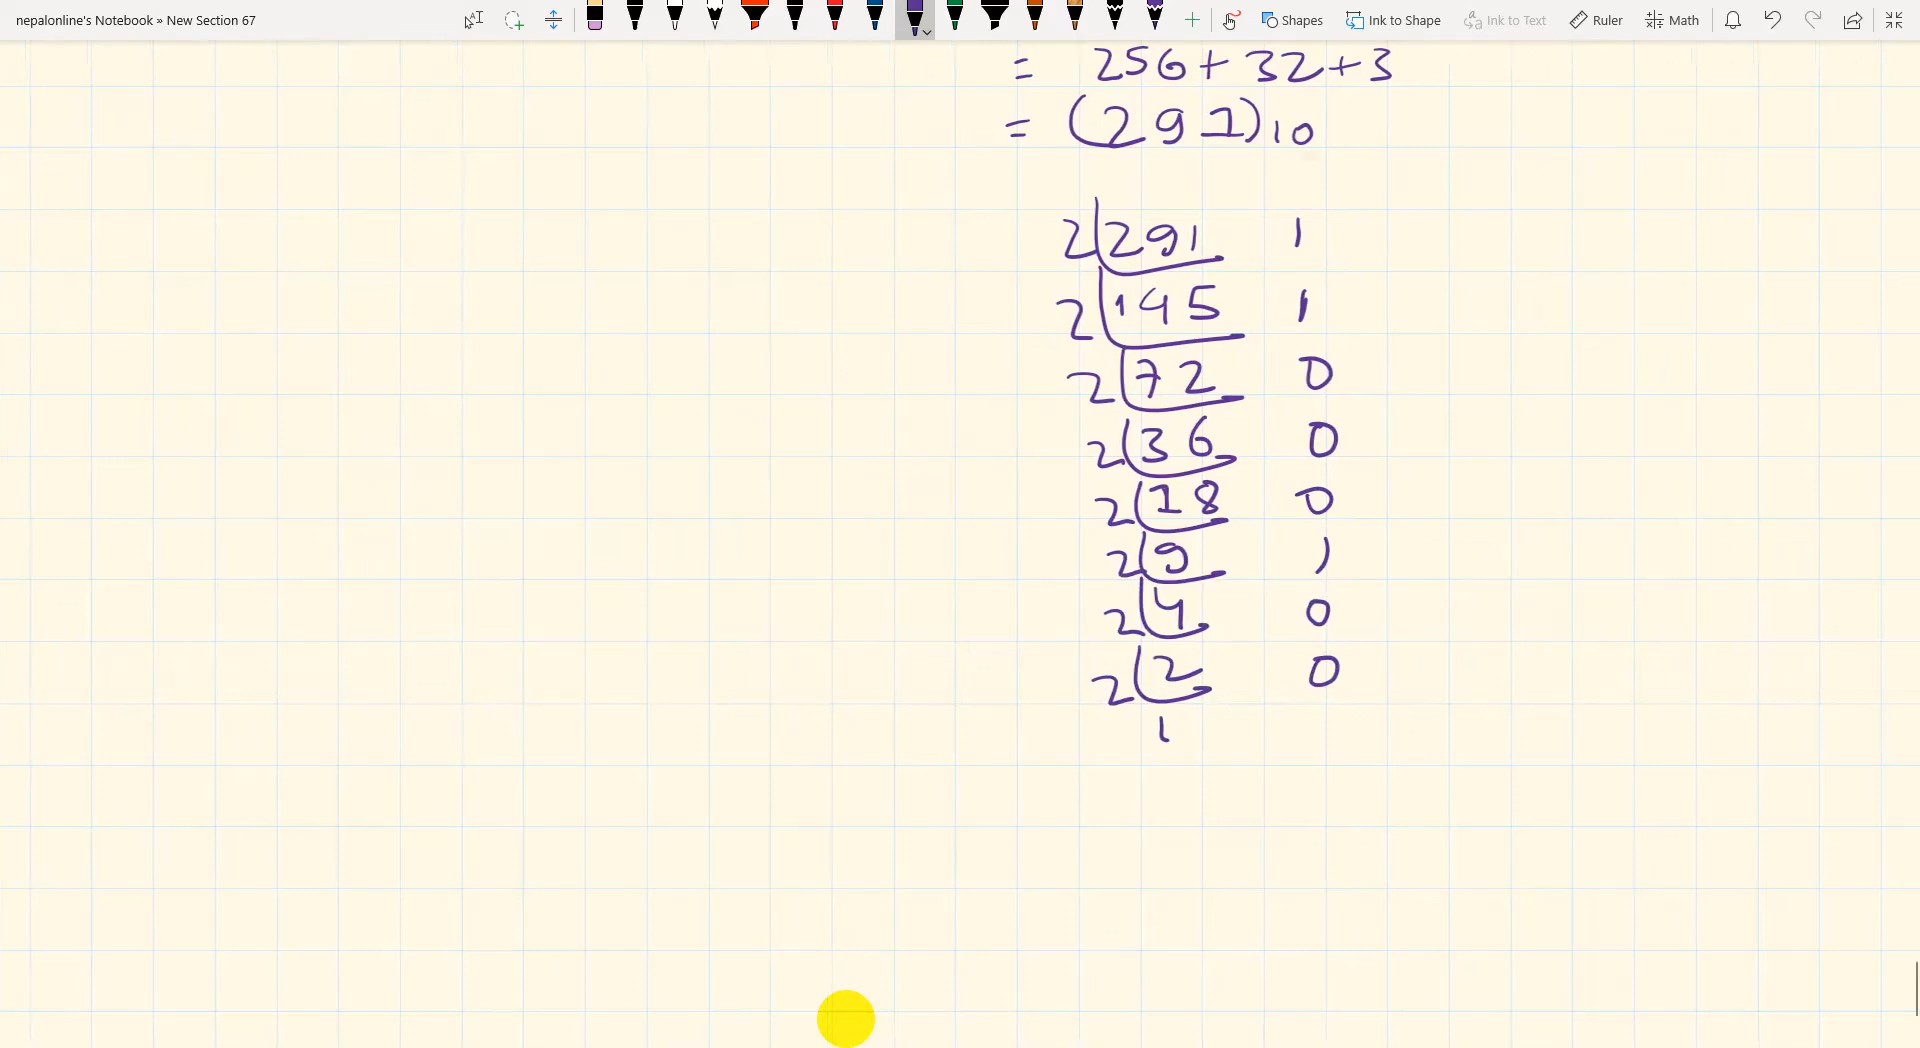 nepalonline's Notebook » New Section 67
Shapes Ink to Shape Ink to Text Ruler Math
= 256 + 32 + 3
= (291)10
2 291 1
2 145 1
2 72 0
2 36 0
2 18 0
2 9 1
2 4 0
2 2 0
1